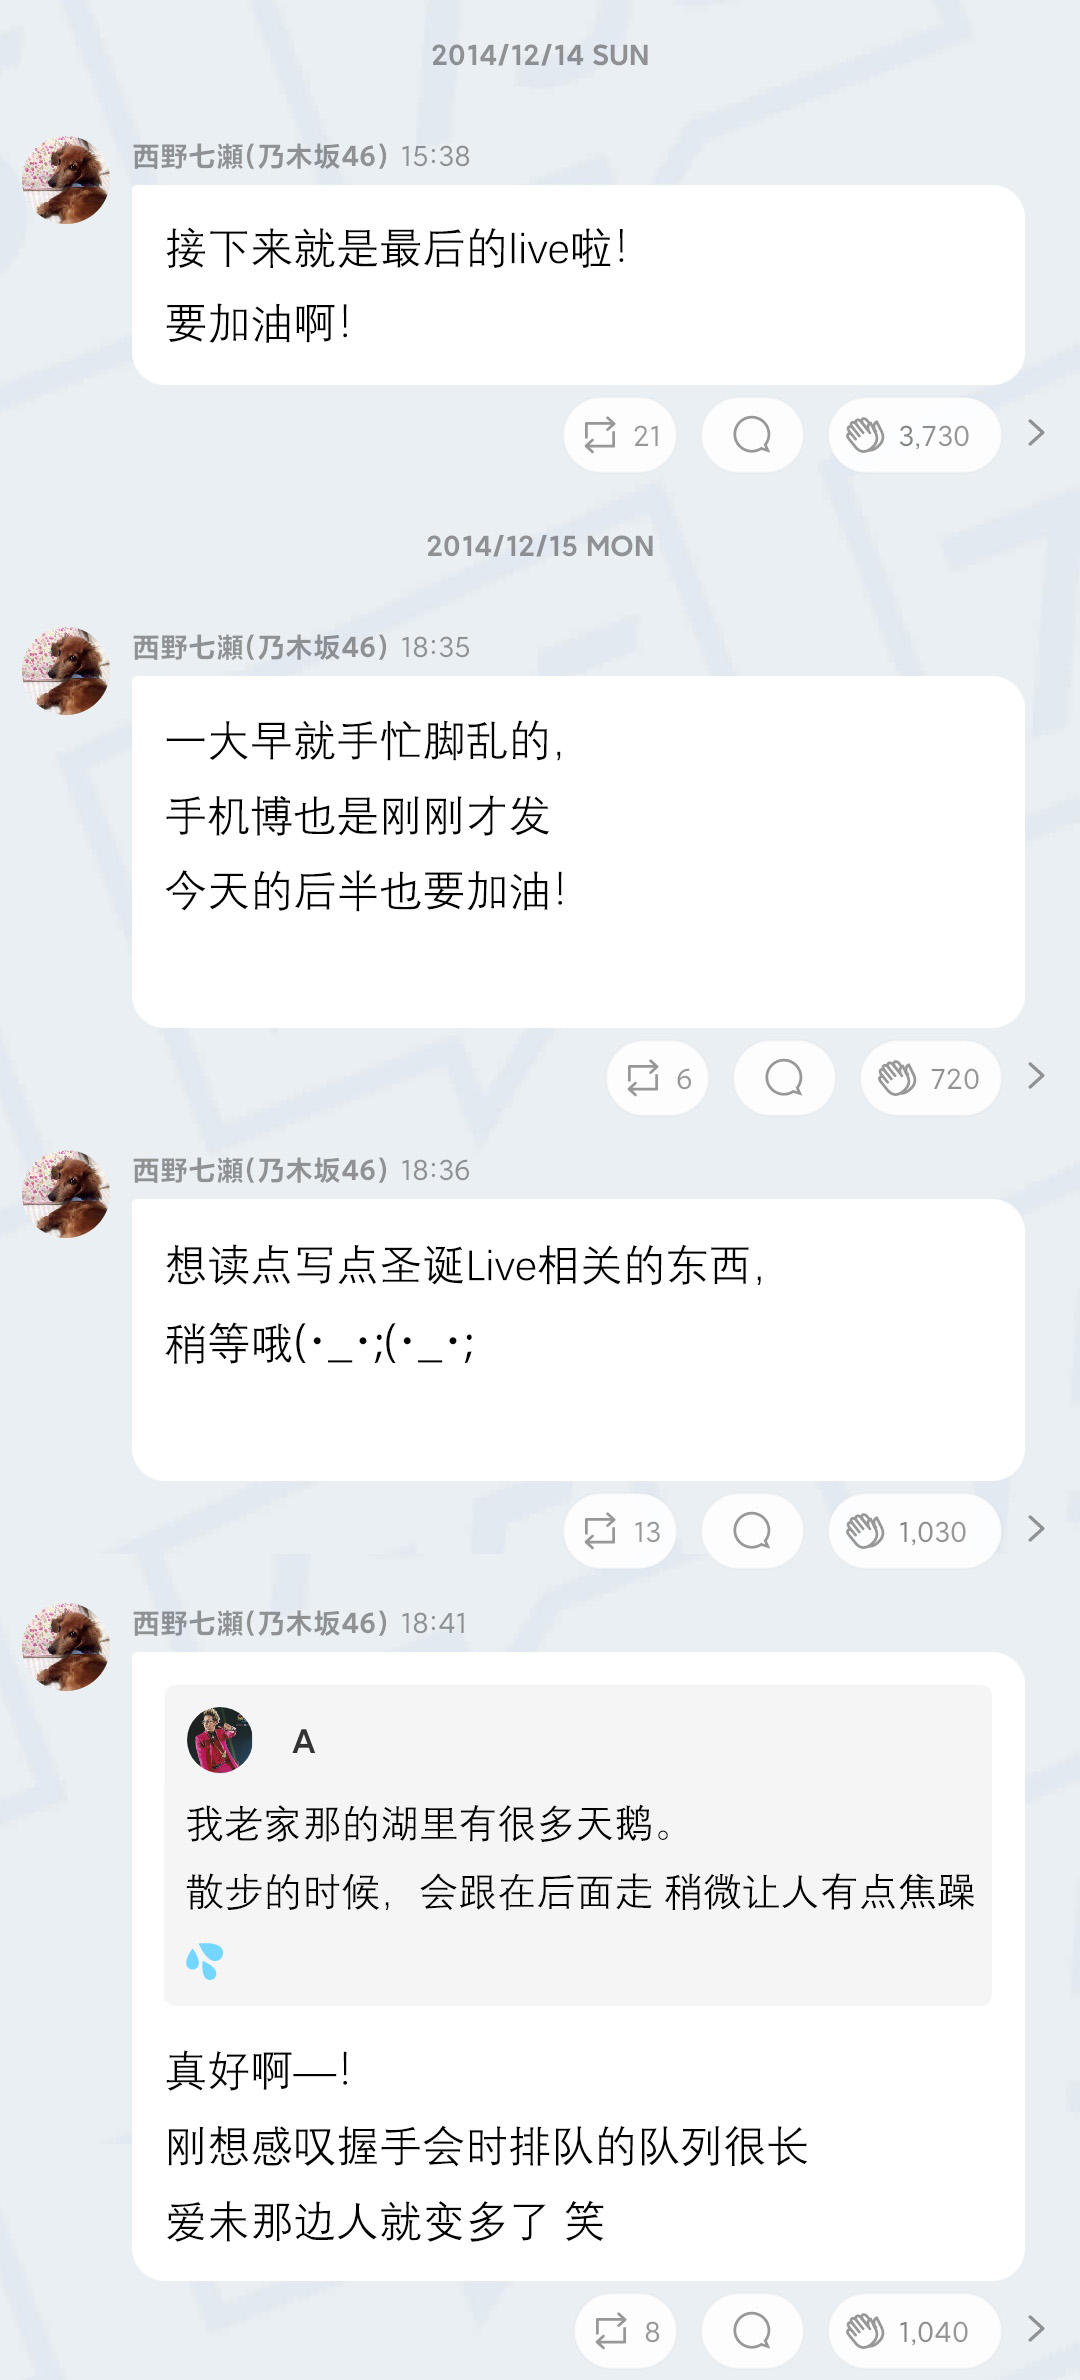 2014/12/14 SUN
西野七瀬(乃木坂46) 15:38
接下来就是最后的live啦！
要加油啊！
21
3,730
2014/12/15 MON
西野七瀬(乃木坂46) 18:35
一大早就手忙脚乱的，
手机博也是刚刚才发
今天的后半也要加油！
6
720
西野七瀬(乃木坂46) 18:36
想读点写点圣诞Live相关的东西，
稍等哦(・_・;(・_・;
13
1,030
西野七瀬(乃木坂46) 18:41
A
我老家那的湖里有很多天鹅。
散步的时候，会跟在后面走 稍微让人有点焦躁
💦
真好啊—！
刚想感叹握手会时排队的队列很长
爱未那边人就变多了 笑
8
1,040